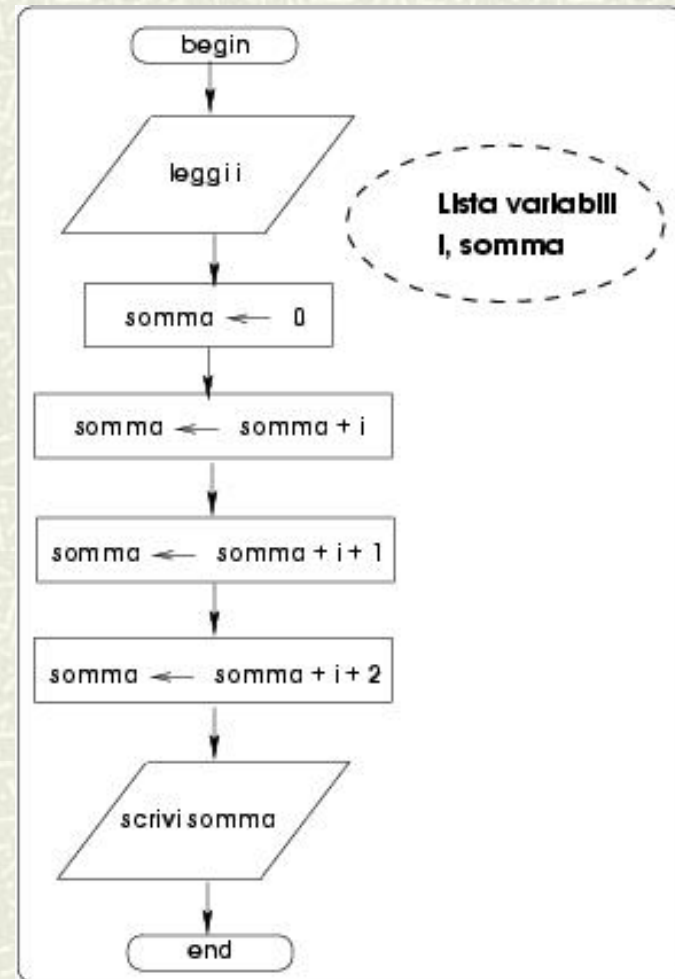 begin
leggi i
Lista variabili
i, somma
somma ← 0
somma ← somma + i
somma ← somma + i + 1
somma ← somma + i + 2
scrivi somma
end